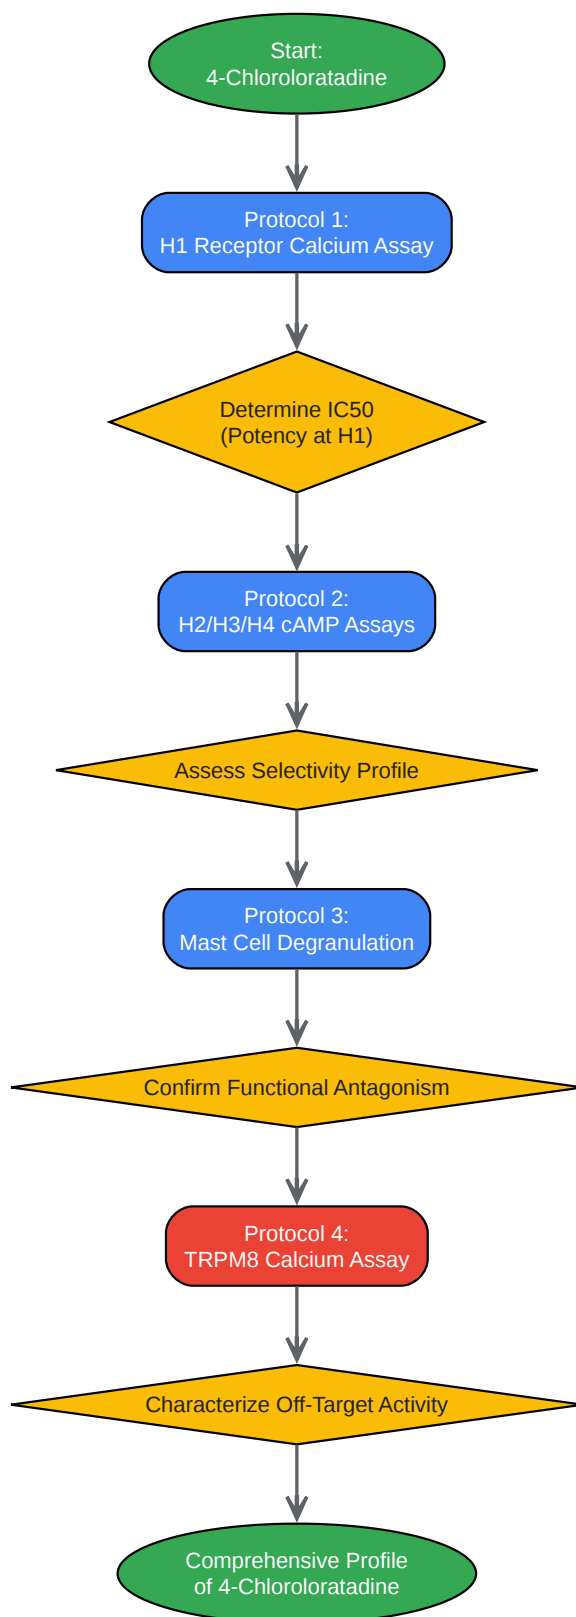 Start:
4-Chloroloratadine
Protocol 1:
H1 Receptor Calcium Assay
Determine IC50
(Potency at H1)
Protocol 2:
H2/H3/H4 cAMP Assays
Assess Selectivity Profile
Protocol 3:
Mast Cell Degranulation
Confirm Functional Antagonism
Protocol 4:
TRPM8 Calcium Assay
Characterize Off-Target Activity
Comprehensive Profile
of 4-Chloroloratadine